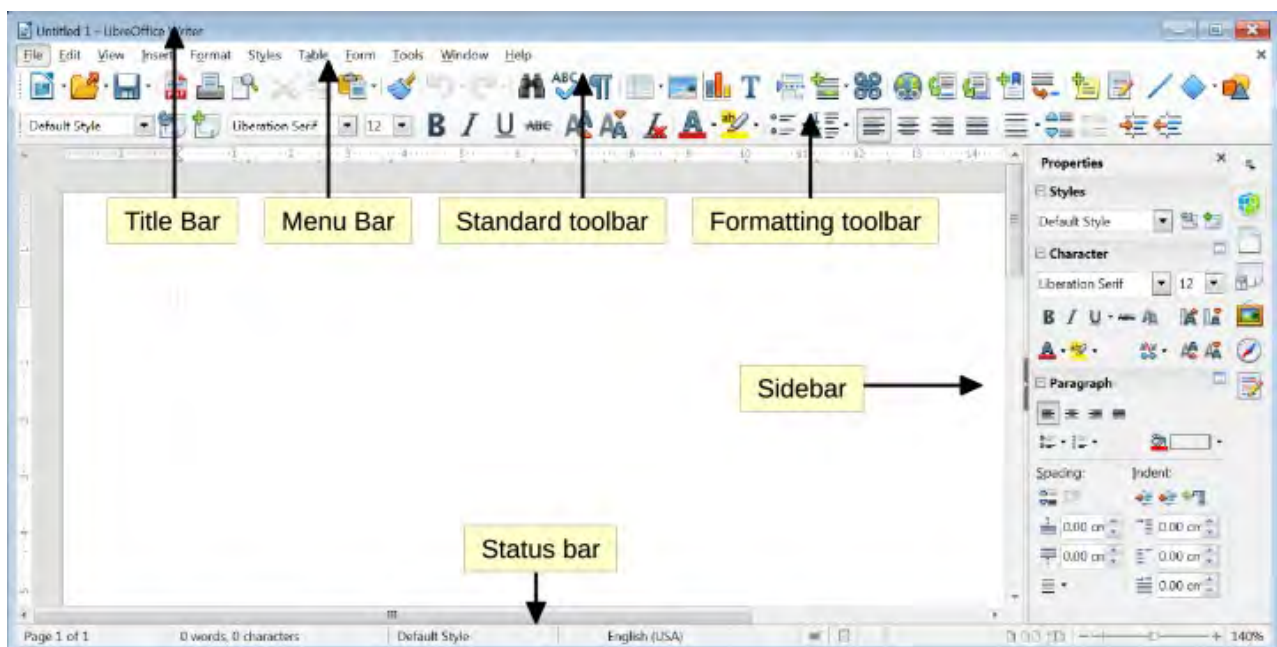 Untitled 1 - LibreOffice Writer
File Edit View Insert Format Styles Table Form Tools Window Help
ABC T
Default Style Liberation Serif 12 B I U ABC
Properties
Title Bar Menu Bar Standard toolbar Formatting toolbar
Styles
Default Style
Character
Liberation Serif 12
B I U
Sidebar
Paragraph
Spacing: Indent:
0.00 cm 0.00 cm
0.00 cm 0.00 cm
0.00 cm
Status bar
Page 1 of 1 0 words, 0 characters Default Style English (USA) 140%